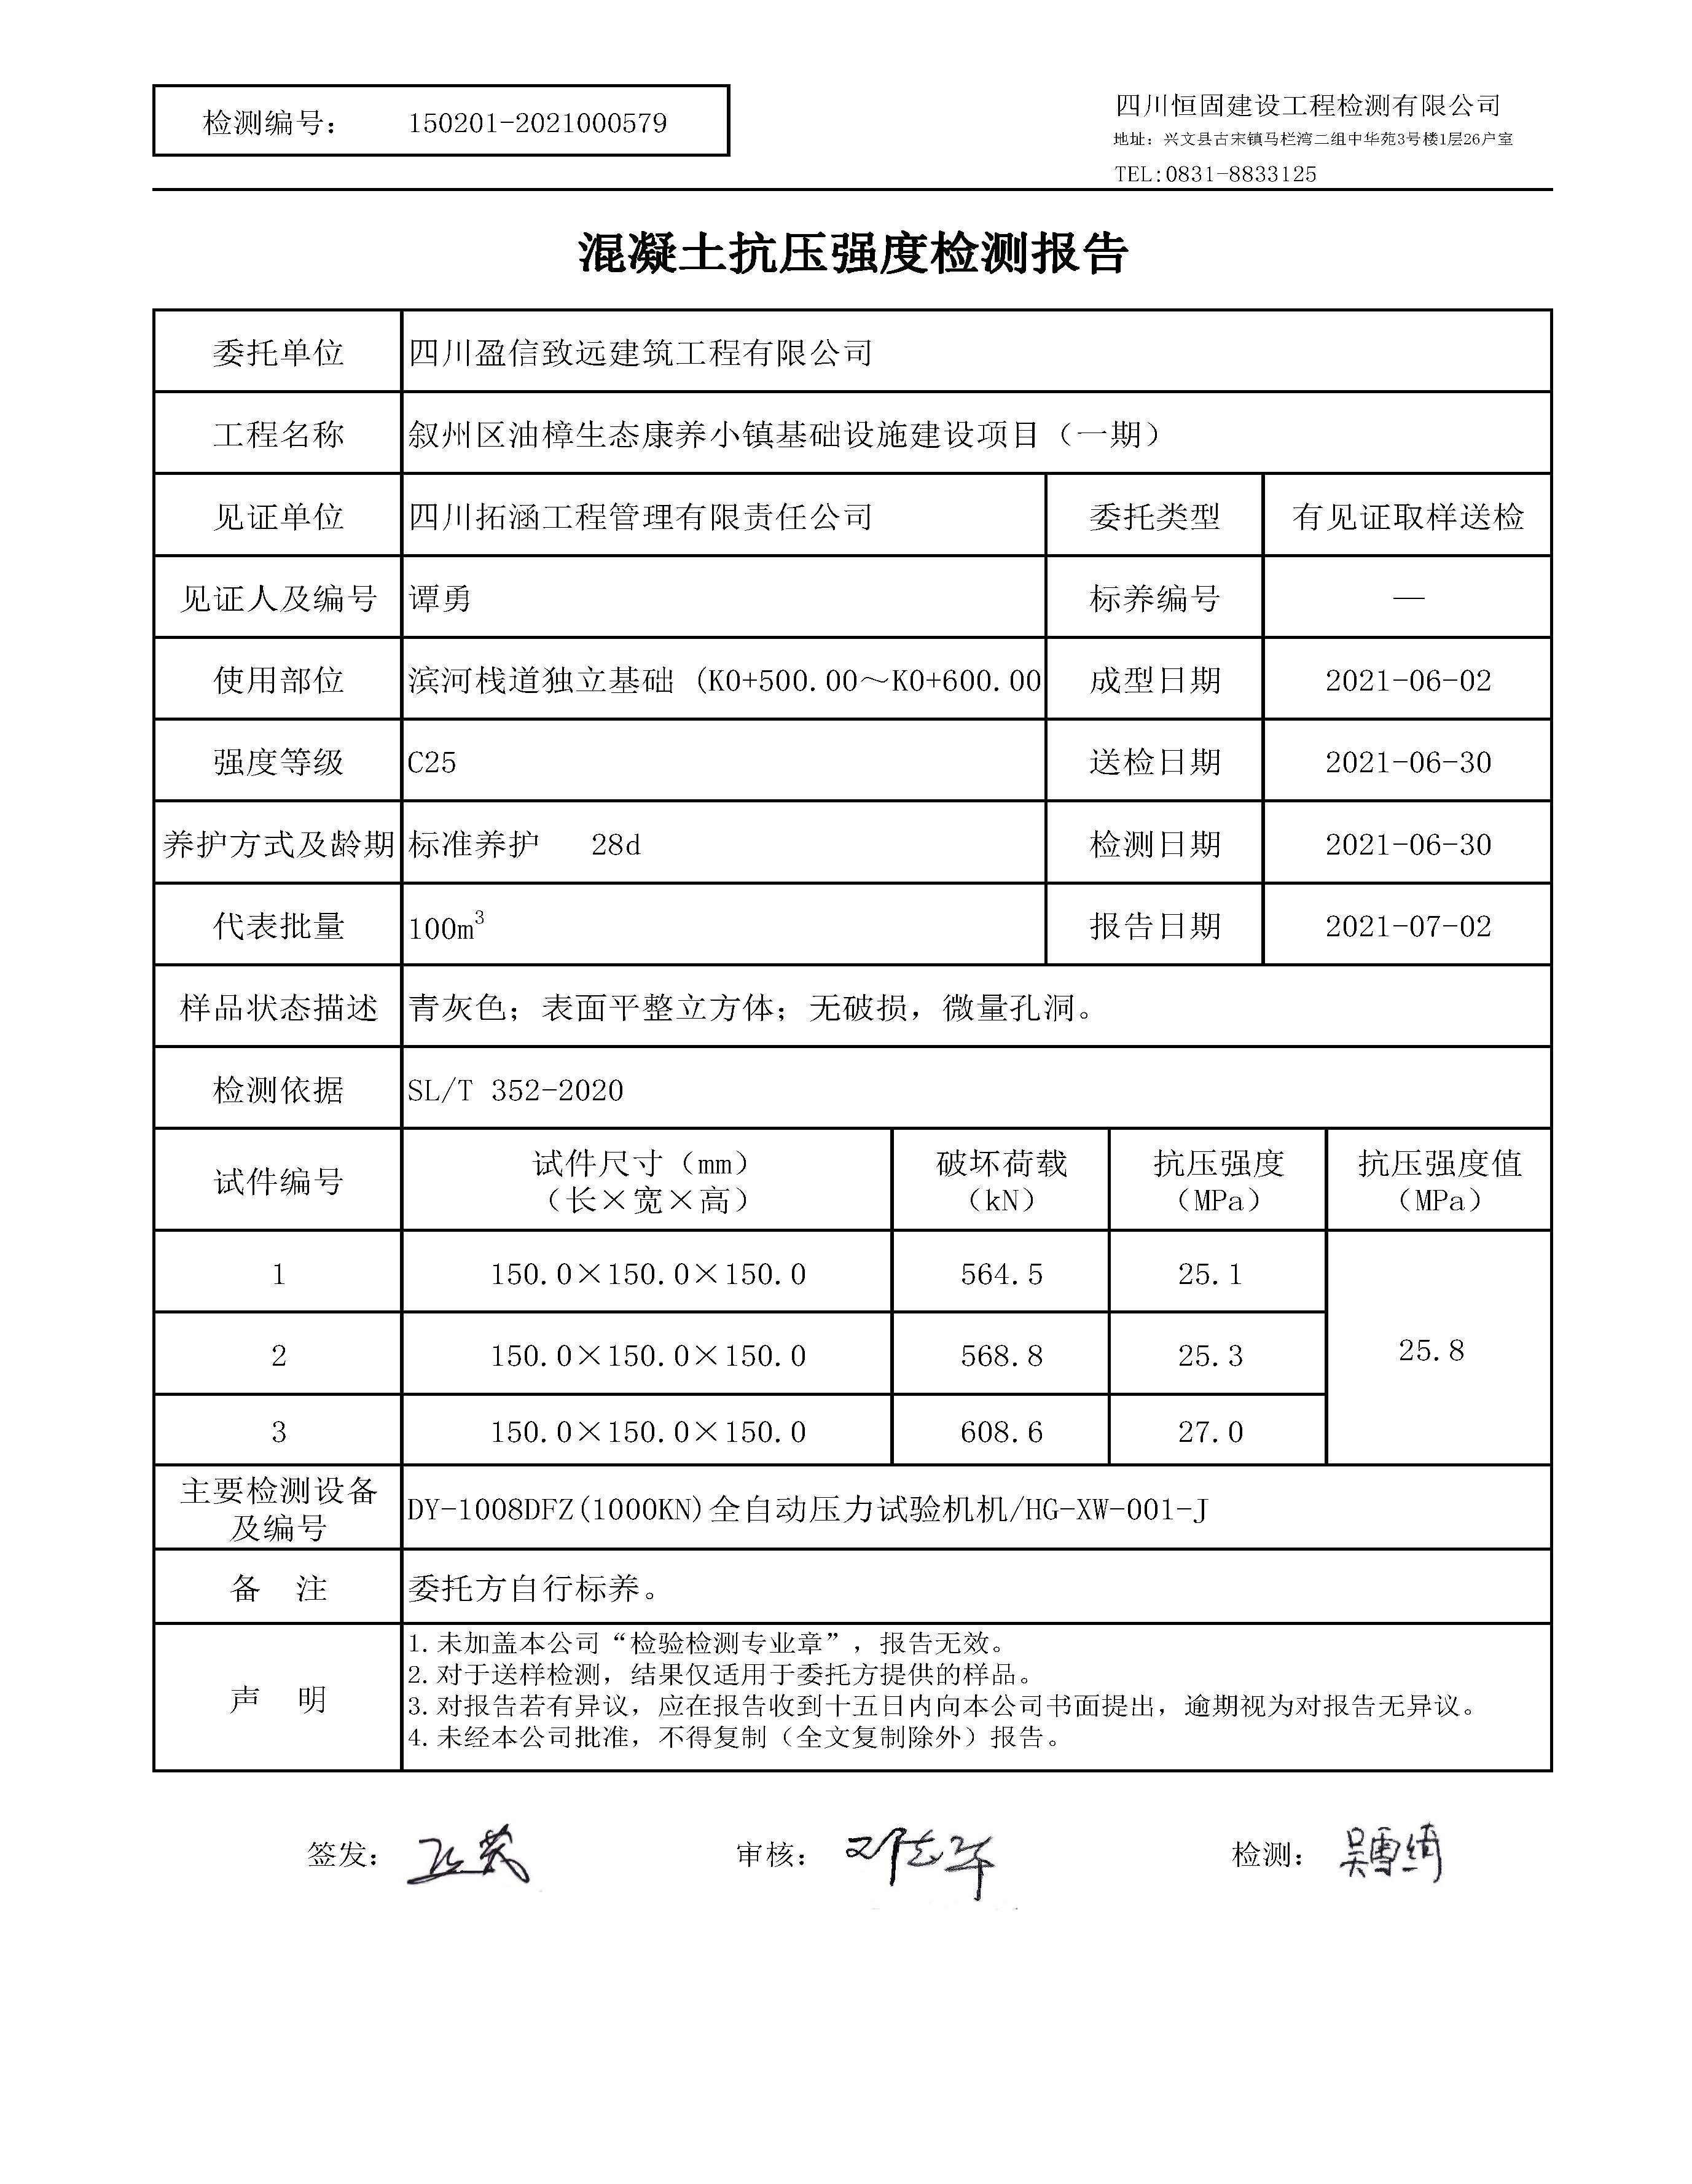 检测编号： 150201-2021000579
四川恒固建设工程检测有限公司
地址：兴文县古宋镇马栏湾二组中华苑3号楼1层26户室
TEL:0831-8833125
混凝土抗压强度检测报告
委托单位 四川盈信致远建筑工程有限公司
工程名称 叙州区油樟生态康养小镇基础设施建设项目（一期）
见证单位 四川拓涵工程管理有限责任公司 委托类型 有见证取样送检
见证人及编号 谭勇 标养编号 —
使用部位 滨河栈道独立基础 (K0+500.00～K0+600.00 成型日期 2021-06-02
强度等级 C25 送检日期 2021-06-30
养护方式及龄期 标准养护 28d 检测日期 2021-06-30
代表批量 100m³ 报告日期 2021-07-02
样品状态描述 青灰色；表面平整立方体；无破损，微量孔洞。
检测依据 SL/T 352-2020
试件编号 试件尺寸（mm）（长×宽×高） 破坏荷载（kN） 抗压强度（MPa） 抗压强度值（MPa）
1 150.0×150.0×150.0 564.5 25.1
2 150.0×150.0×150.0 568.8 25.3 25.8
3 150.0×150.0×150.0 608.6 27.0
主要检测设备及编号 DY-1008DFZ(1000KN)全自动压力试验机机/HG-XW-001-J
备 注 委托方自行标养。
声 明
1.未加盖本公司“检验检测专业章”，报告无效。
2.对于送样检测，结果仅适用于委托方提供的样品。
3.对报告若有异议，应在报告收到十五日内向本公司书面提出，逾期视为对报告无异议。
4.未经本公司批准，不得复制（全文复制除外）报告。
签发： 审核： 邓志华 检测： 吴雪绮